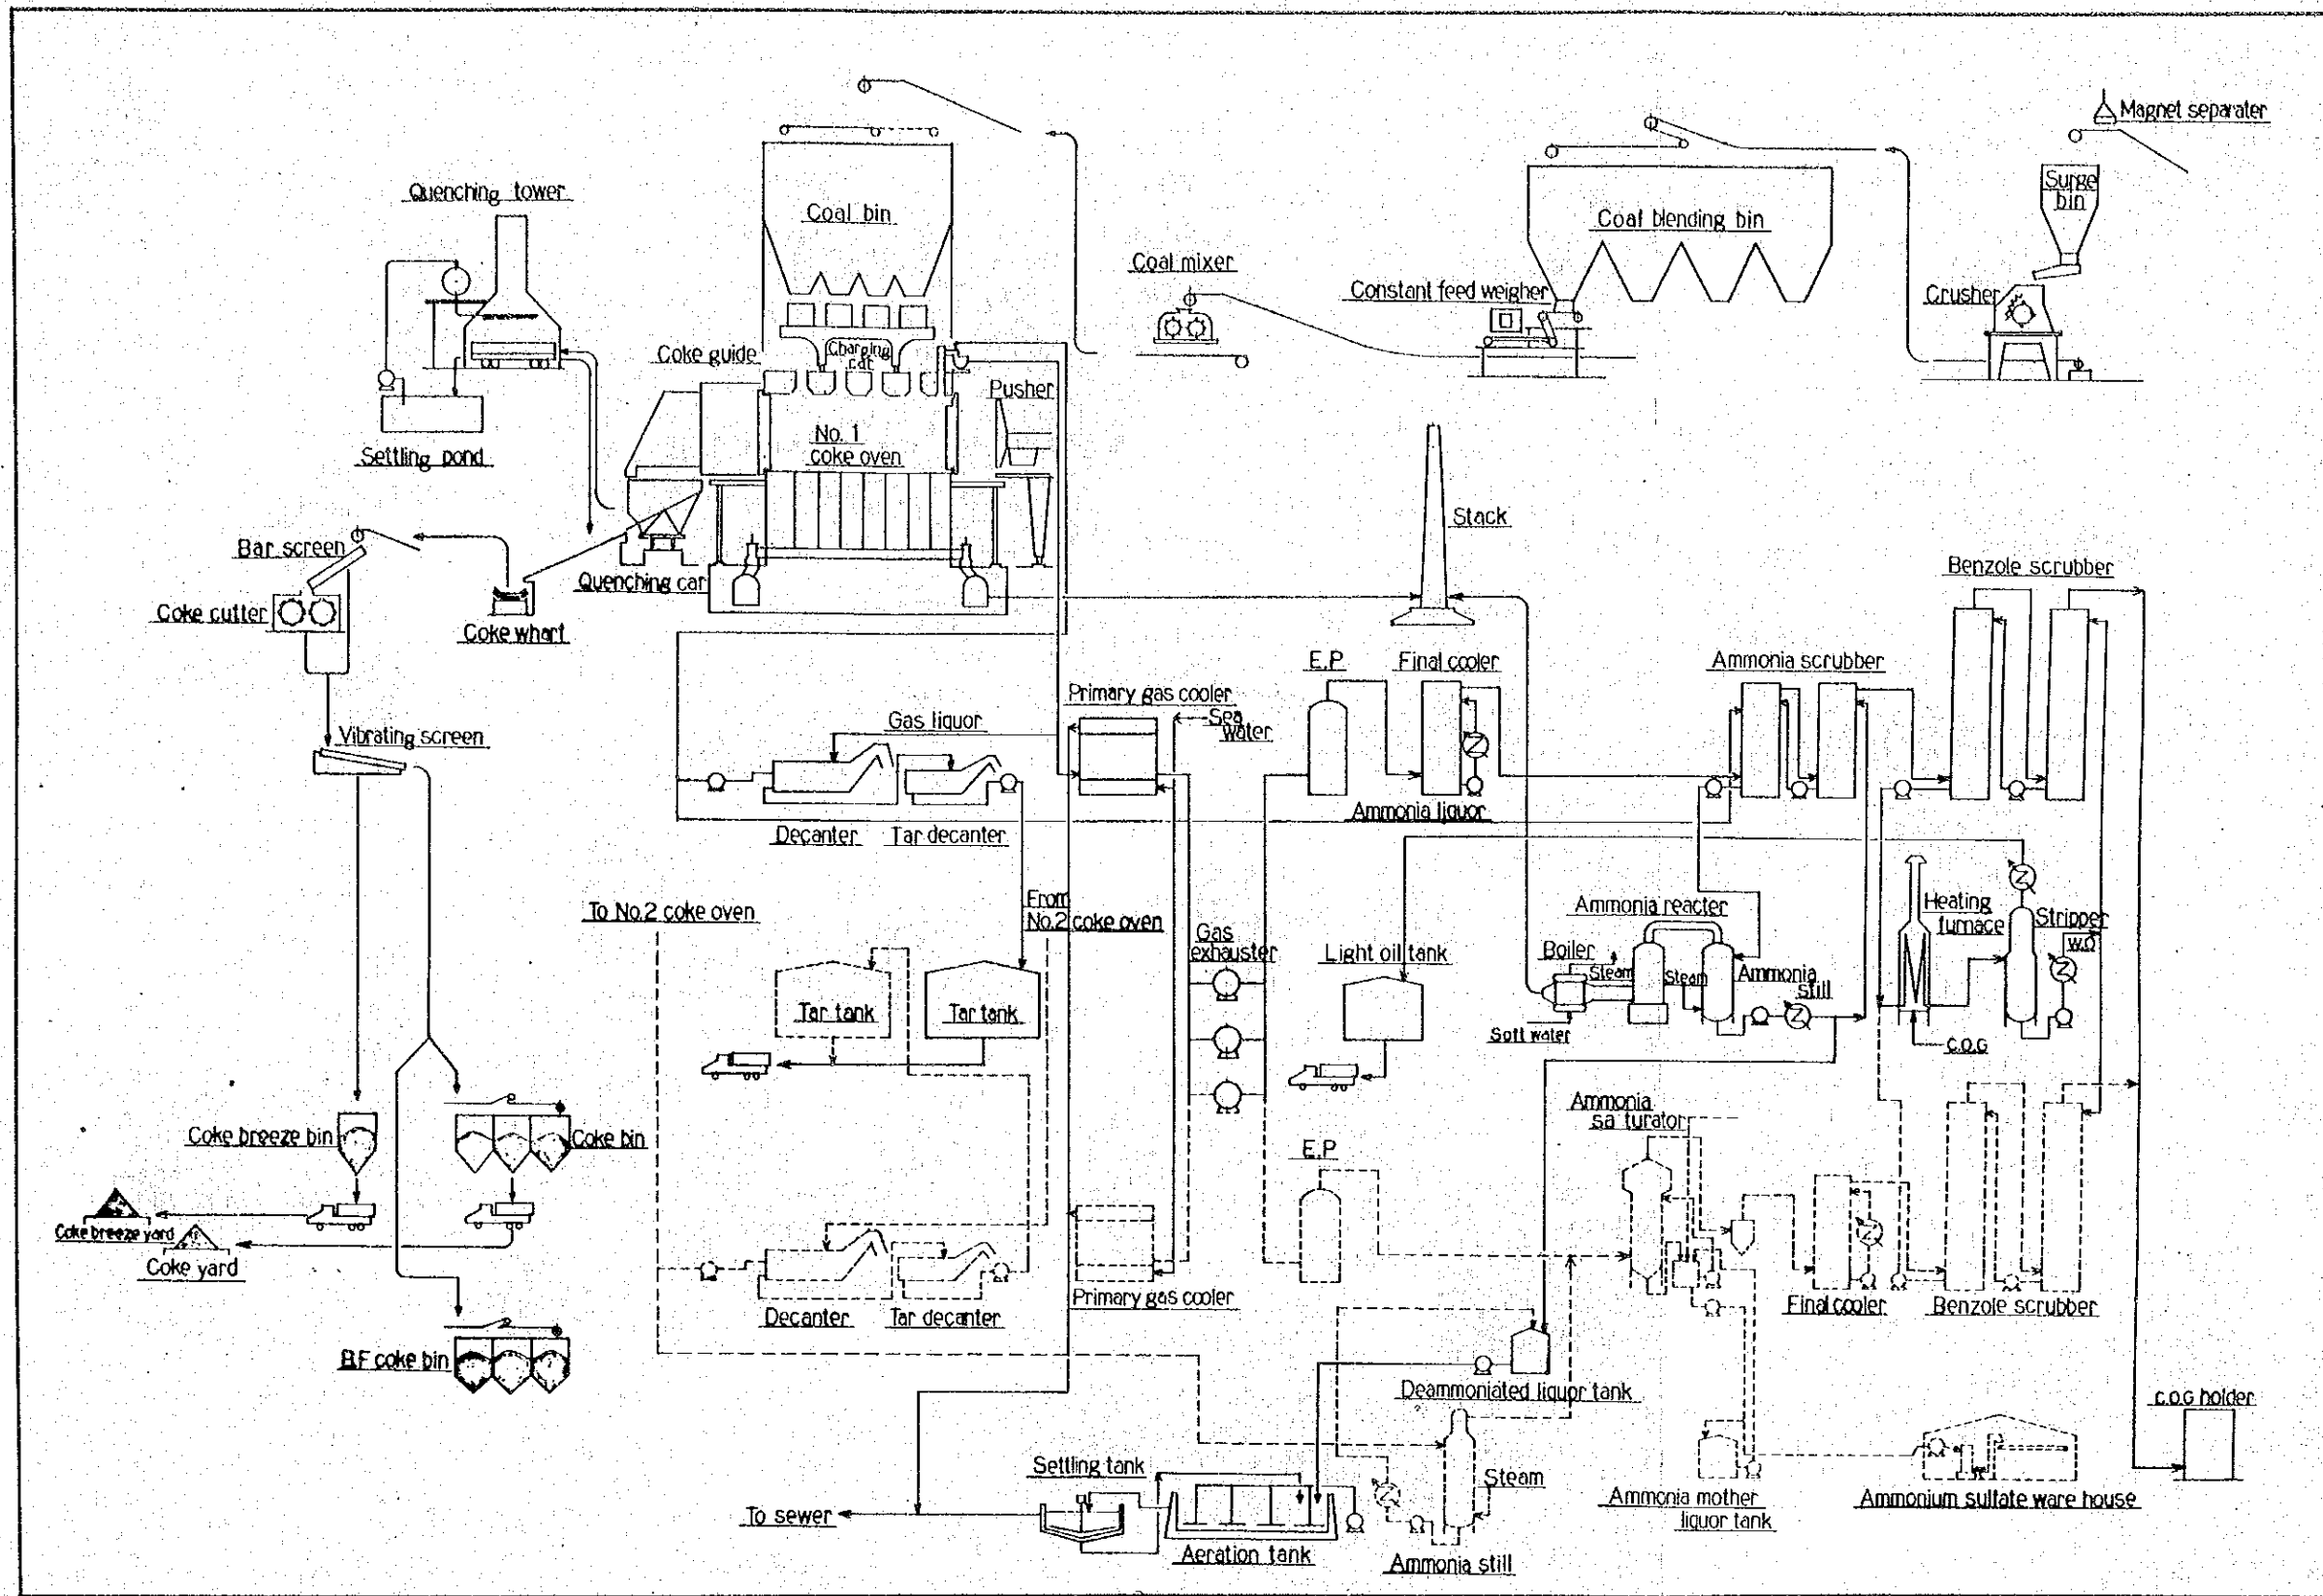 Magnet separater
Quenching tower
Coal bin
Surge
bin
Coal blending bin
Coal mixer
Constant feed weigher
Crusher
Coke guide
Charging
car
Pusher
No. 1
coke oven
Settling pond
Stack
Bar screen
Quenching car
Coke cutter
Coke wharf
Benzole scrubber
E.P
Final cooler
Ammonia scrubber
Primary gas cooler
Gas liquor
Sea
water
Vibrating screen
Decanter
Tar decanter
Ammonia liquor
To No.2 coke oven
From
No.2 coke oven
Gas
exhauster
Light oil tank
Ammonia reacter
Boiler
Steam
Steam
Ammonia
still
Heating
furnace
Stripper
W.O
Tar tank
Tar tank
Soft water
C.O.G
Ammonia
sa turator
Coke breeze bin
Coke bin
E.P
Coke breeze yard
Coke yard
Decanter
Tar decanter
Primary gas cooler
Final cooler
Benzole scrubber
B.F coke bin
Deammoniated liquor tank
C.O.G holder
Settling tank
Steam
To sewer
Aeration tank
Ammonia still
Ammonia mother
liquor tank
Ammonium sulfate ware house